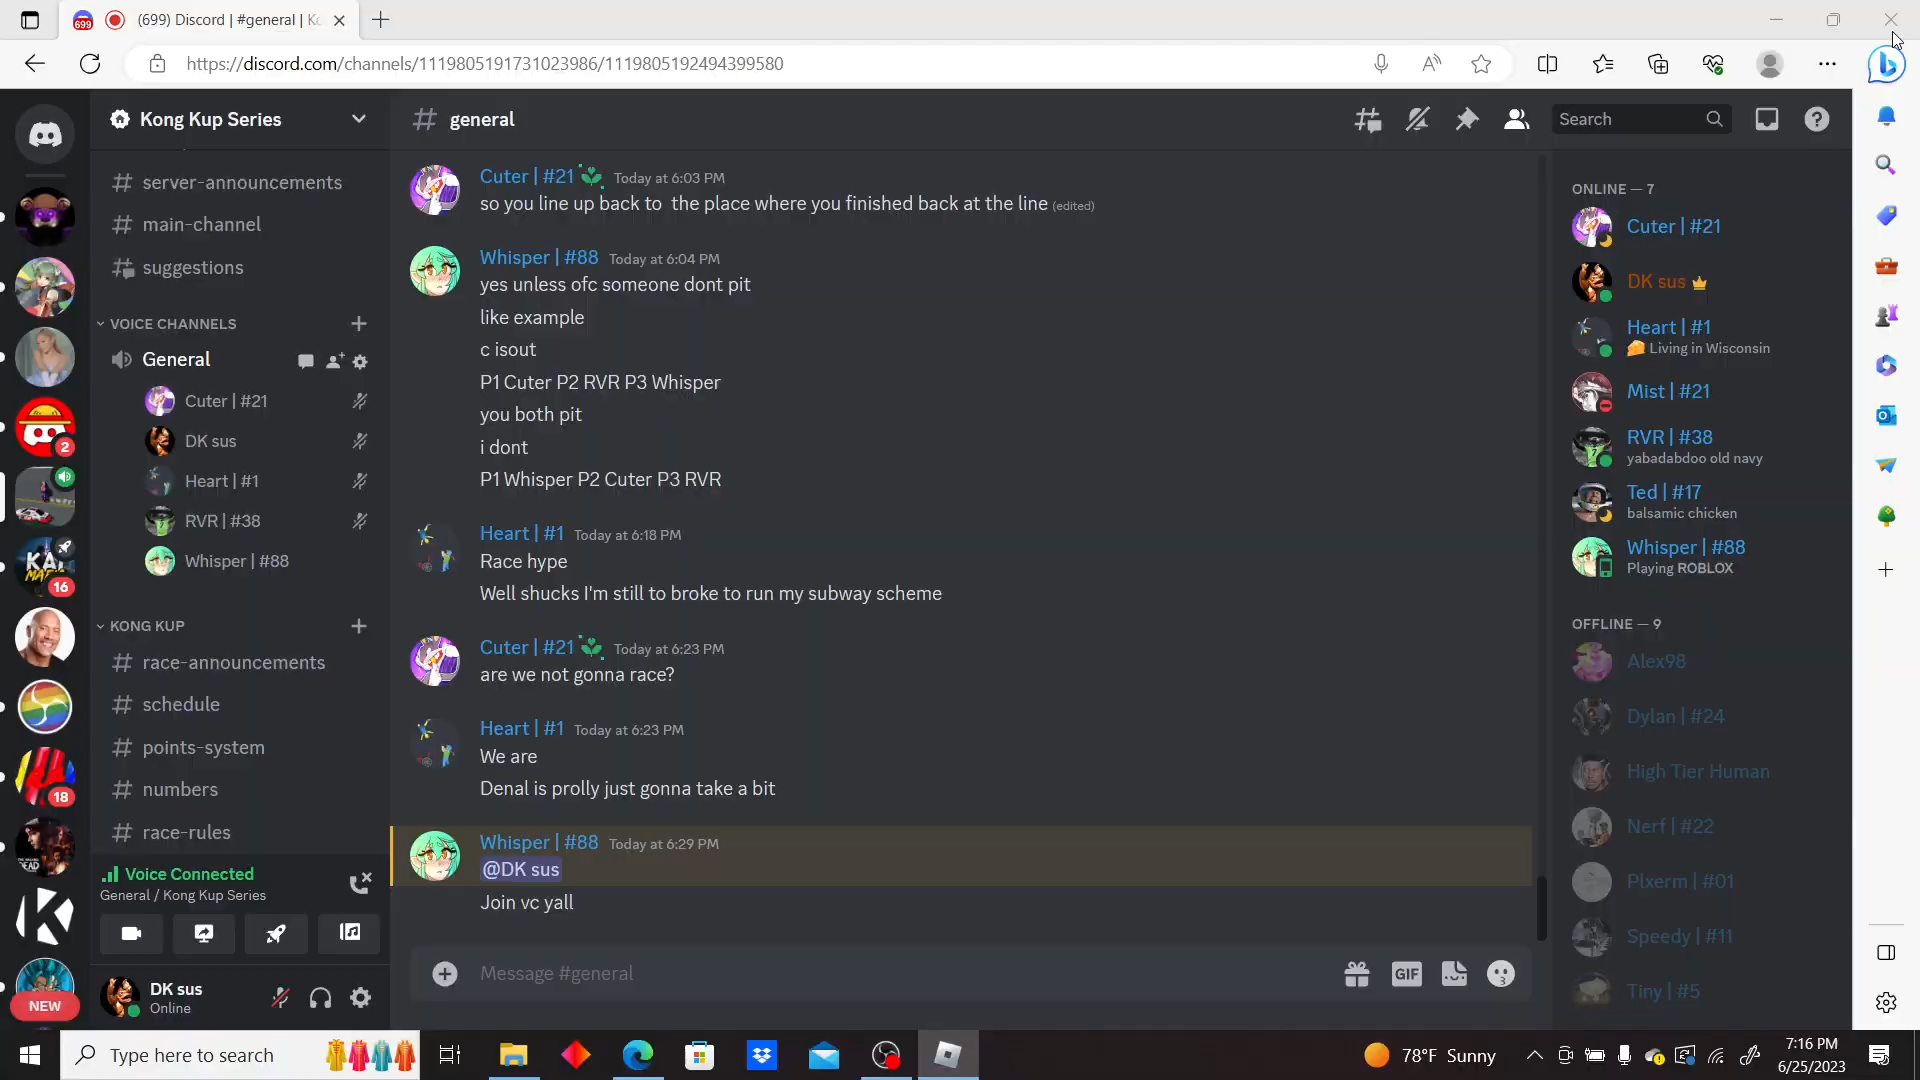 (699) Discord | #general | Ko
https://discord.com/channels/1119805191731023986/1119805192494399580
Kong Kup Series
server-announcements
main-channel
suggestions
VOICE CHANNELS
General
Cuter | #21
DK sus
Heart | #1
RVR | #38
Whisper | #88
KONG KUP
race-announcements
schedule
points-system
numbers
race-rules
Voice Connected
General / Kong Kup Series
DK sus
Online
699
2
16
18
NEW
general
Search
Cuter | #21 Today at 6:03 PM
so you line up back to the place where you finished back at the line (edited)
Whisper | #88 Today at 6:04 PM
yes unless ofc someone dont pit
like example
c isout
P1 Cuter P2 RVR P3 Whisper
you both pit
i dont
P1 Whisper P2 Cuter P3 RVR
Heart | #1 Today at 6:18 PM
Race hype
Well shucks I'm still to broke to run my subway scheme
Cuter | #21 Today at 6:23 PM
are we not gonna race?
Heart | #1 Today at 6:23 PM
We are
Denal is prolly just gonna take a bit
Whisper | #88 Today at 6:29 PM
@DK sus
Join vc yall
Message #general
GIF
ONLINE — 7
Cuter | #21
DK sus
Heart | #1
Living in Wisconsin
Mist | #21
RVR | #38
yabadabdoo old navy
Ted | #17
balsamic chicken
Whisper | #88
Playing ROBLOX
OFFLINE — 9
Alex98
Dylan | #24
High Tier Human
Nerf | #22
Plxerm | #01
Speedy | #11
Tiny | #5
Type here to search
78°F Sunny
7:16 PM
6/25/2023